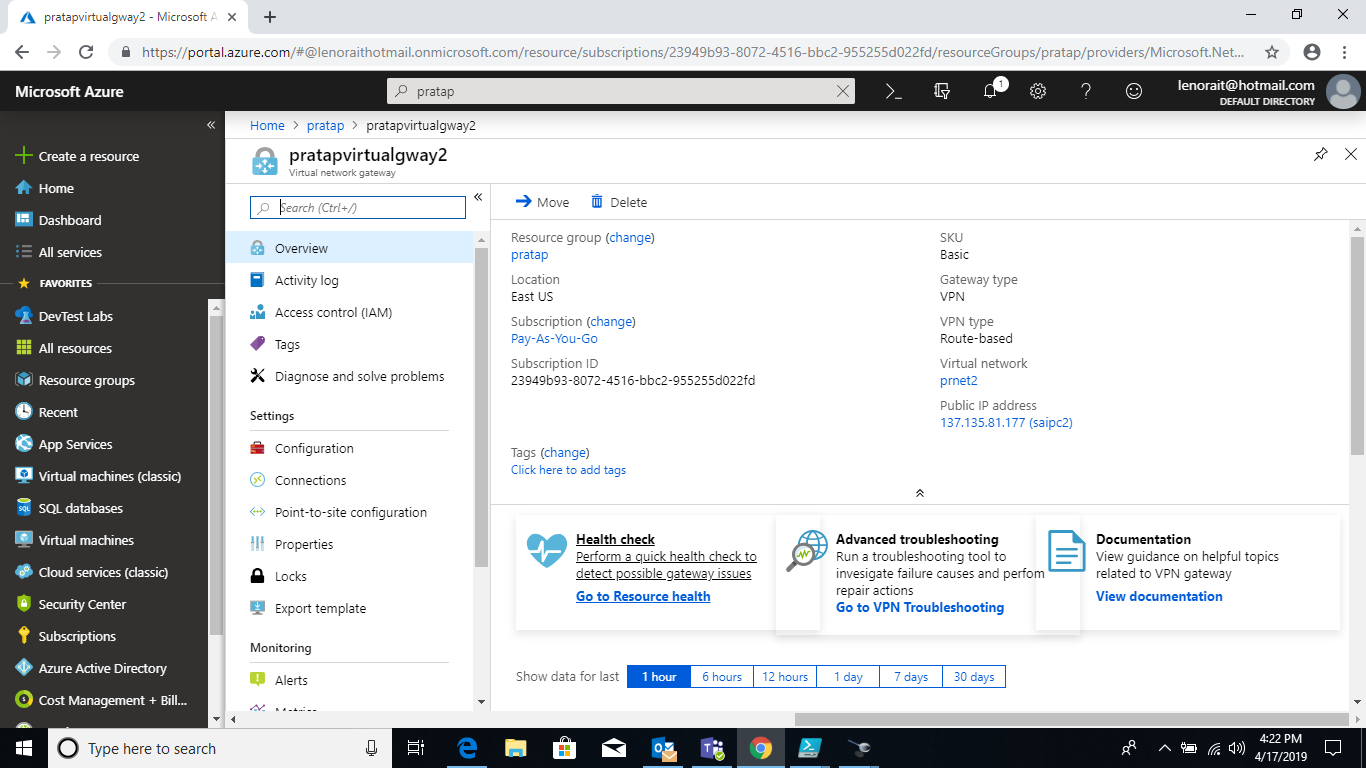 pratapvirtualgway2 - Microsoft A
https://portal.azure.com/#@lenoraithotmail.onmicrosoft.com/resource/subscriptions/23949b93-8072-4516-bbc2-955255d022fd/resourceGroups/pratap/providers/Microsoft.Net...
Microsoft Azure
pratap
1
lenorait@hotmail.com
DEFAULT DIRECTORY
Create a resource
Home
Dashboard
All services
FAVORITES
DevTest Labs
All resources
Resource groups
Recent
App Services
Virtual machines (classic)
SQL databases
Virtual machines
Cloud services (classic)
Security Center
Subscriptions
Azure Active Directory
Cost Management + Bill...
Home > pratap > pratapvirtualgway2
pratapvirtualgway2
Virtual network gateway
Search (Ctrl+/)
Overview
Activity log
Access control (IAM)
Tags
Diagnose and solve problems
Settings
Configuration
Connections
Point-to-site configuration
Properties
Locks
Export template
Monitoring
Alerts
Metrics
Move
Delete
Resource group (change)
pratap
Location
East US
Subscription (change)
Pay-As-You-Go
Subscription ID
23949b93-8072-4516-bbc2-955255d022fd
SKU
Basic
Gateway type
VPN
VPN type
Route-based
Virtual network
prnet2
Public IP address
137.135.81.177 (saipc2)
Tags (change)
Click here to add tags
Health check
Perform a quick health check to
detect possible gateway issues
Go to Resource health
Advanced troubleshooting
Run a troubleshooting tool to
invesigate failure causes and perfom
repair actions
Go to VPN Troubleshooting
Documentation
View guidance on helpful topics
related to VPN gateway
View documentation
Show data for last
1 hour
6 hours
12 hours
1 day
7 days
30 days
Type here to search
4:22 PM
4/17/2019